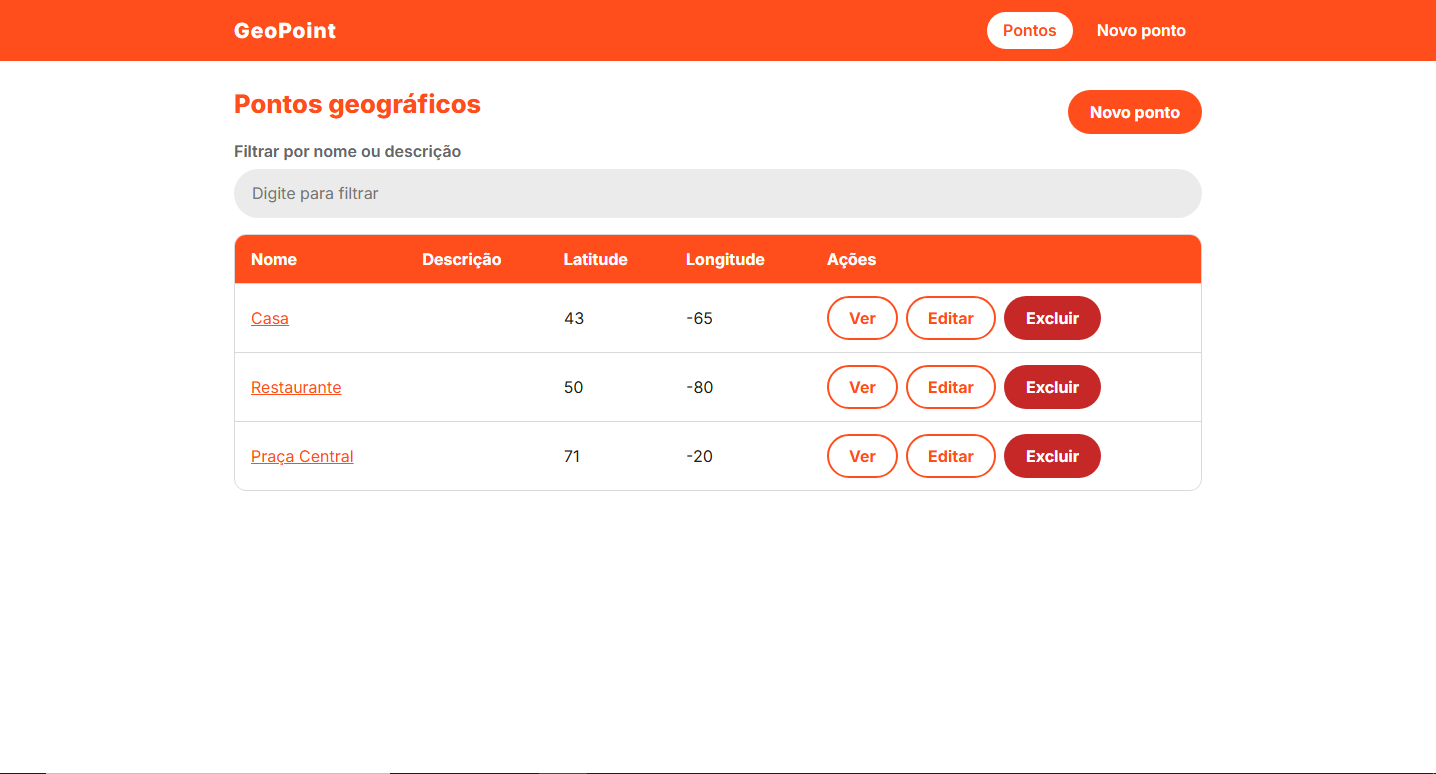 GeoPoint Pontos Novo ponto
Pontos geográficos Novo ponto
Filtrar por nome ou descrição
Digite para filtrar
Nome Descrição Latitude Longitude Ações
Casa 43 -65 Ver Editar Excluir
Restaurante 50 -80 Ver Editar Excluir
Praça Central 71 -20 Ver Editar Excluir